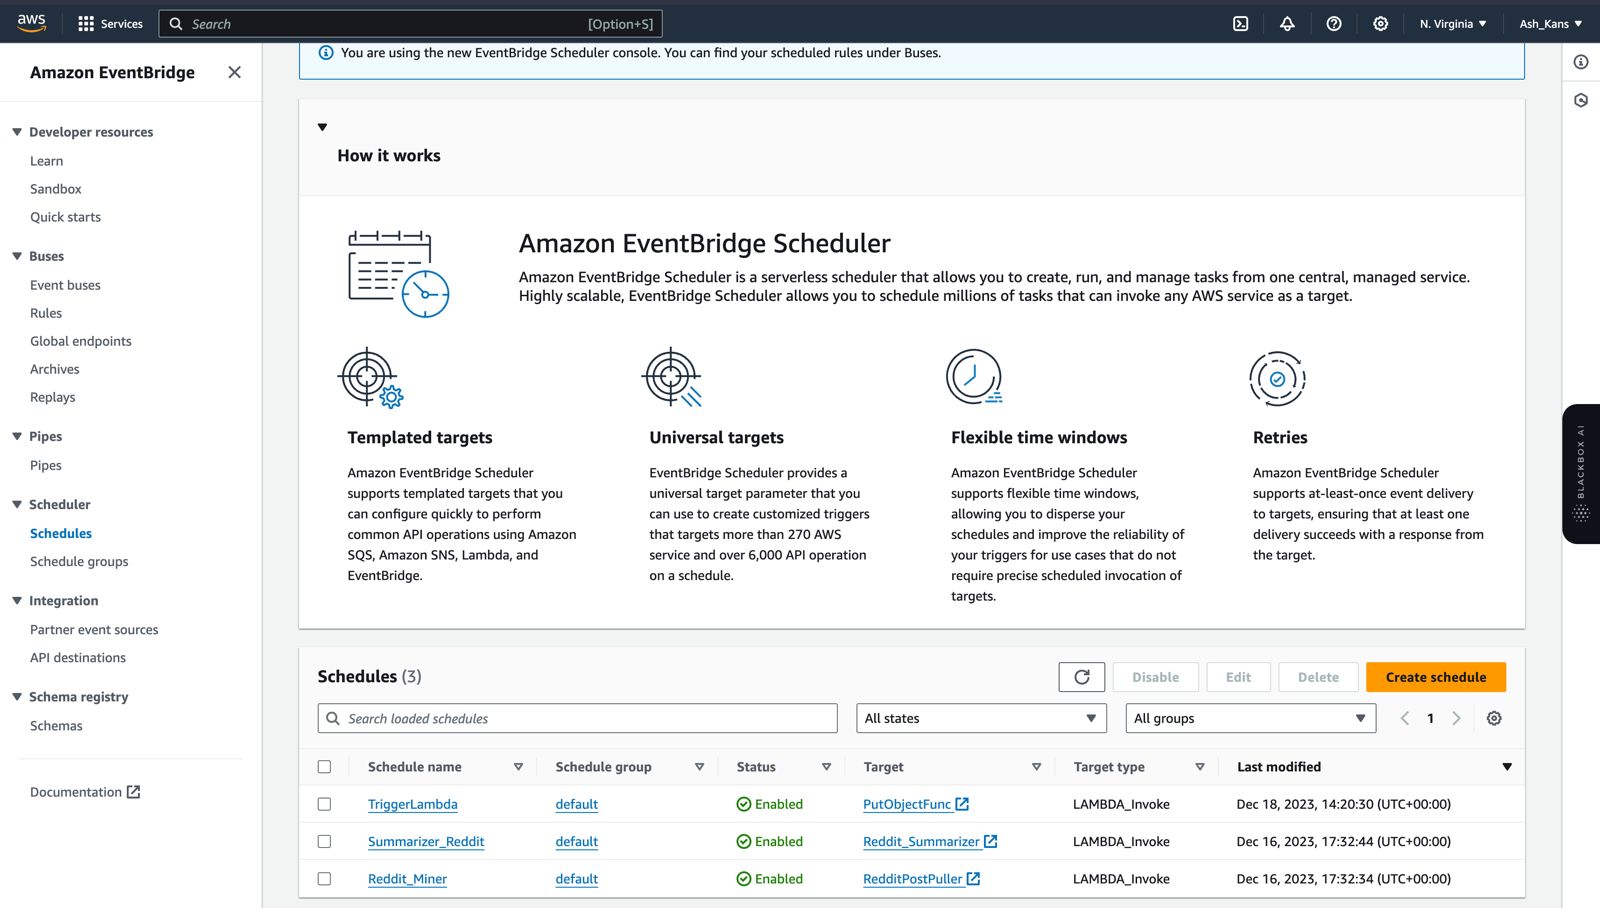 aws
Services
Search
[Option+S]
N. Virginia
Ash_Kans
Amazon EventBridge
Developer resources
Learn
Sandbox
Quick starts
Buses
Event buses
Rules
Global endpoints
Archives
Replays
Pipes
Pipes
Scheduler
Schedules
Schedule groups
Integration
Partner event sources
API destinations
Schema registry
Schemas
Documentation
You are using the new EventBridge Scheduler console. You can find your scheduled rules under Buses.
How it works
Amazon EventBridge Scheduler
Amazon EventBridge Scheduler is a serverless scheduler that allows you to create, run, and manage tasks from one central, managed service.
Highly scalable, EventBridge Scheduler allows you to schedule millions of tasks that can invoke any AWS service as a target.
Templated targets
Amazon EventBridge Scheduler
supports templated targets that you
can configure quickly to perform
common API operations using Amazon
SQS, Amazon SNS, Lambda, and
EventBridge.
Universal targets
EventBridge Scheduler provides a
universal target parameter that you
can use to create customized triggers
that targets more than 270 AWS
service and over 6,000 API operation
on a schedule.
Flexible time windows
Amazon EventBridge Scheduler
supports flexible time windows,
allowing you to disperse your
schedules and improve the reliability of
your triggers for use cases that do not
require precise scheduled invocation of
targets.
Retries
Amazon EventBridge Scheduler
supports at-least-once event delivery
to targets, ensuring that at least one
delivery succeeds with a response from
the target.
BLACKBOX AI
Schedules (3)
Disable
Edit
Delete
Create schedule
Search loaded schedules
All states
All groups
1
Schedule name Schedule group Status Target Target type Last modified
TriggerLambda default Enabled PutObjectFunc LAMBDA_Invoke Dec 18, 2023, 14:20:30 (UTC+00:00)
Summarizer_Reddit default Enabled Reddit_Summarizer LAMBDA_Invoke Dec 16, 2023, 17:32:44 (UTC+00:00)
Reddit_Miner default Enabled RedditPostPuller LAMBDA_Invoke Dec 16, 2023, 17:32:34 (UTC+00:00)